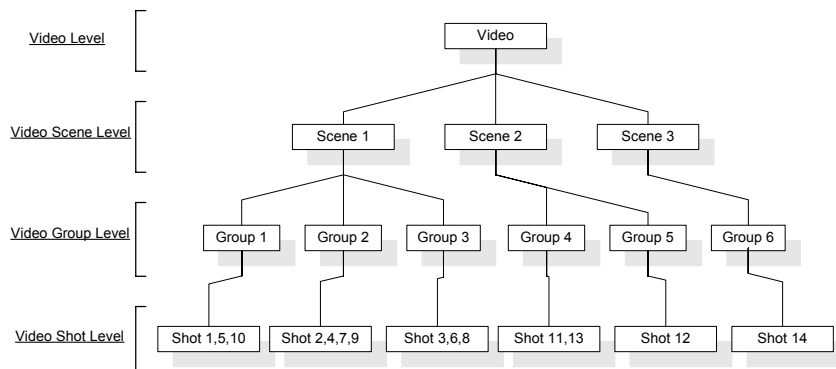 Video Level
Video
Video Scene Level
Scene 1
Scene 2
Scene 3
Video Group Level
Group 1
Group 2
Group 3
Group 4
Group 5
Group 6
Video Shot Level
Shot 1,5,10
Shot 2,4,7,9
Shot 3,6,8
Shot 11,13
Shot 12
Shot 14